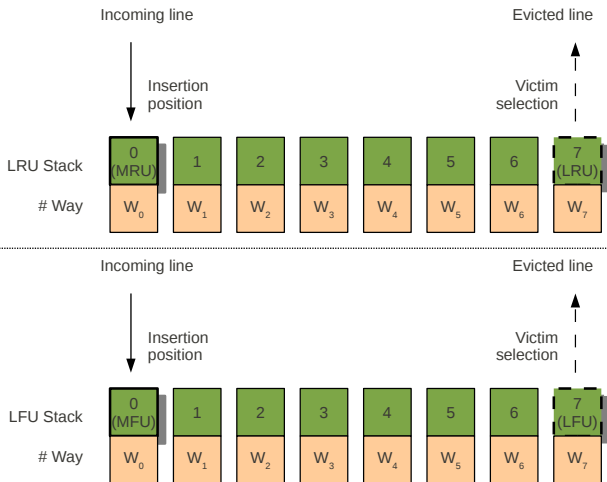 Incoming line Evicted line
Insertion position Victim selection
LRU Stack 0 (MRU) 1 2 3 4 5 6 7 (LRU)
# Way W0 W1 W2 W3 W4 W5 W6 W7
Incoming line Evicted line
Insertion position Victim selection
LFU Stack 0 (MFU) 1 2 3 4 5 6 7 (LFU)
# Way W0 W1 W2 W3 W4 W5 W6 W7